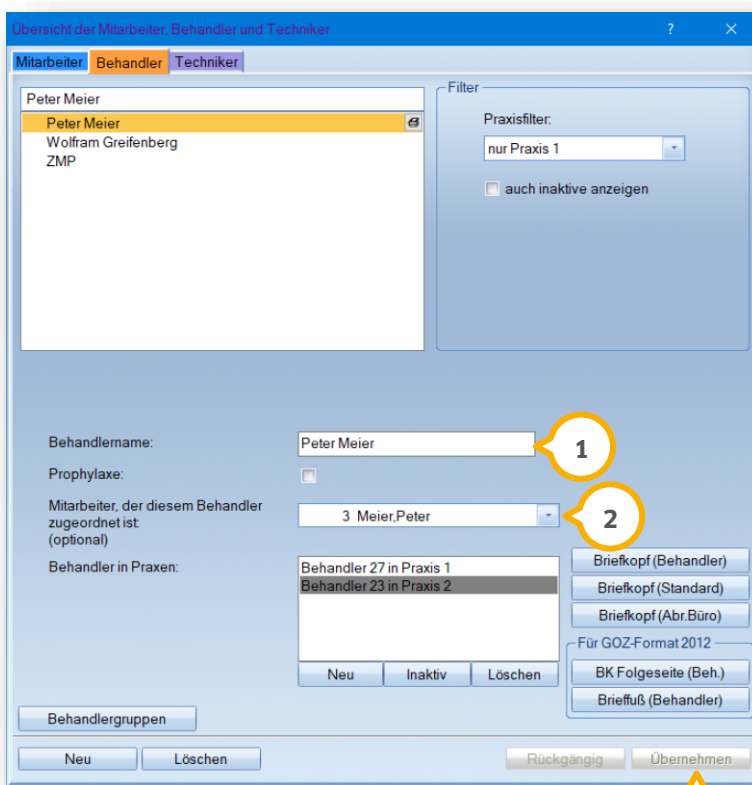 Übersicht der Mitarbeiter, Behandler und Techniker ?
Mitarbeiter Behandler Techniker
Peter Meier
Peter Meier
Wolfram Greifenberg
ZMP
Filter
Praxisfilter:
nur Praxis 1
auch inaktive anzeigen
Behandlername:
Peter Meier
1
Prophylaxe:
Mitarbeiter, der diesem Behandler
zugeordnet ist:
(optional)
3 Meier,Peter
2
Behandler in Praxen:
Behandler 27 in Praxis 1
Behandler 23 in Praxis 2
Neu Inaktiv Löschen
Briefkopf (Behandler)
Briefkopf (Standard)
Briefkopf (Abr.Büro)
Für GOZ-Format 2012
BK Folgeseite (Beh.)
Brieffuß (Behandler)
Behandlergruppen
Neu Löschen Rückgängig Übernehmen